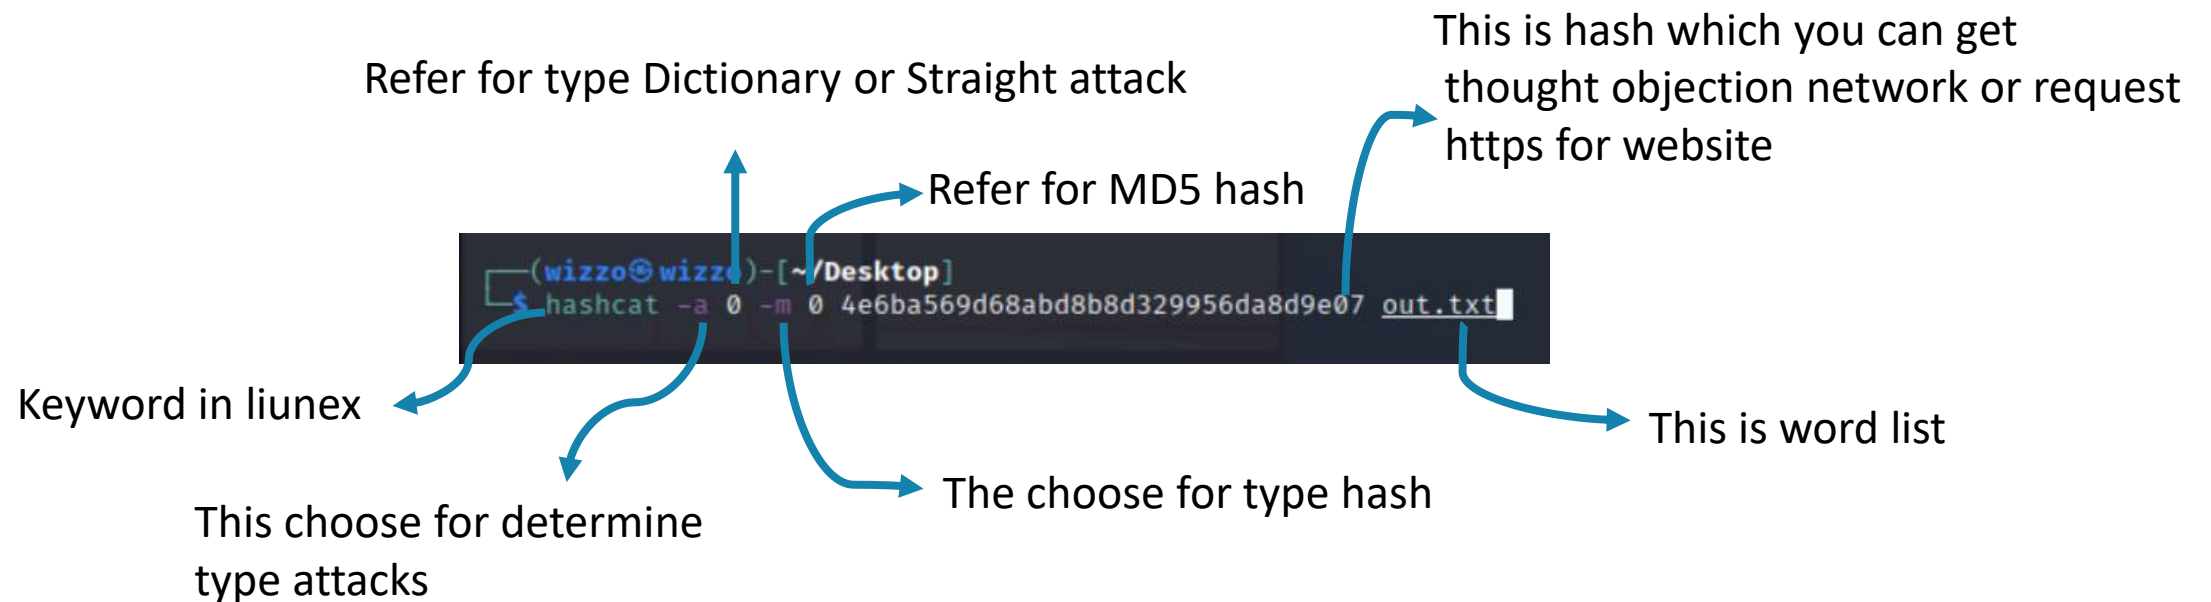 This is hash which you can get
thought objection network or request
https for website
Refer for type Dictionary or Straight attack
Refer for MD5 hash
(wizzo㉿wizzo)-[~/Desktop]
$ hashcat -a 0 -m 0 4e6ba569d68abd8b8d329956da8d9e07 out.txt
Keyword in liunex
This is word list
The choose for type hash
This choose for determine
type attacks